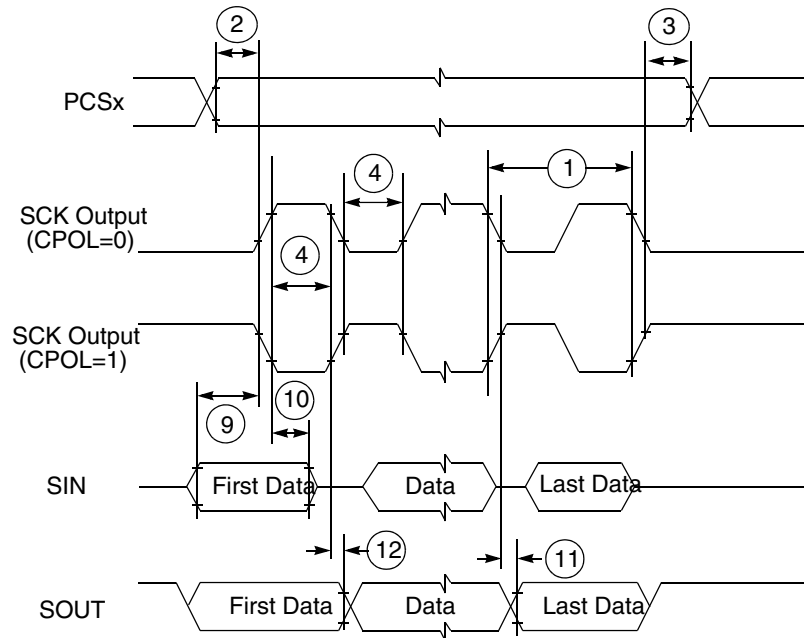 2
3
PCSx
4
1
SCK Output
(CPOL=0)
4
SCK Output
(CPOL=1)
9
10
SIN
First Data
Data
Last Data
12
11
SOUT
First Data
Data
Last Data